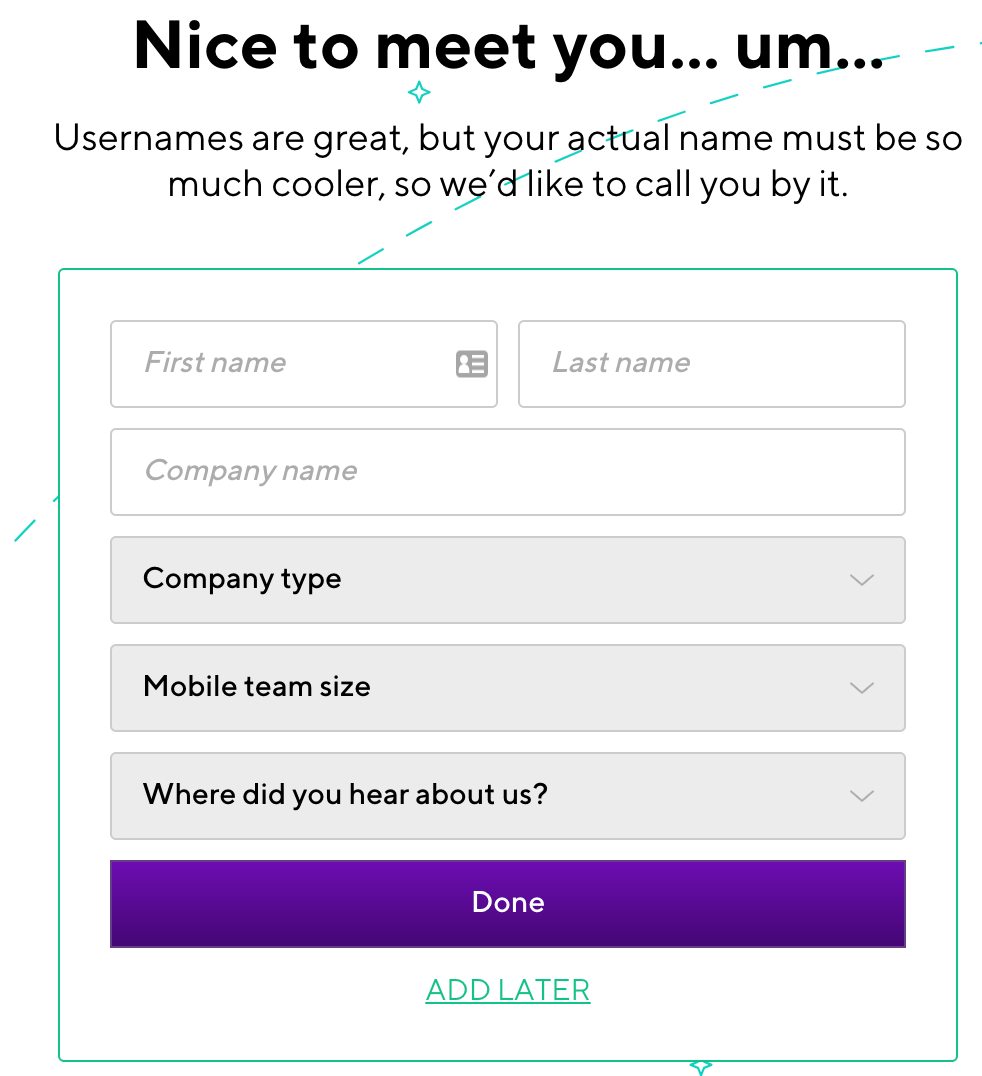 Nice to meet you... um...
Usernames are great, but your actual name must be so
much cooler, so we’d like to call you by it.
First name
Last name
Company name
Company type
Mobile team size
Where did you hear about us?
Done
ADD LATER